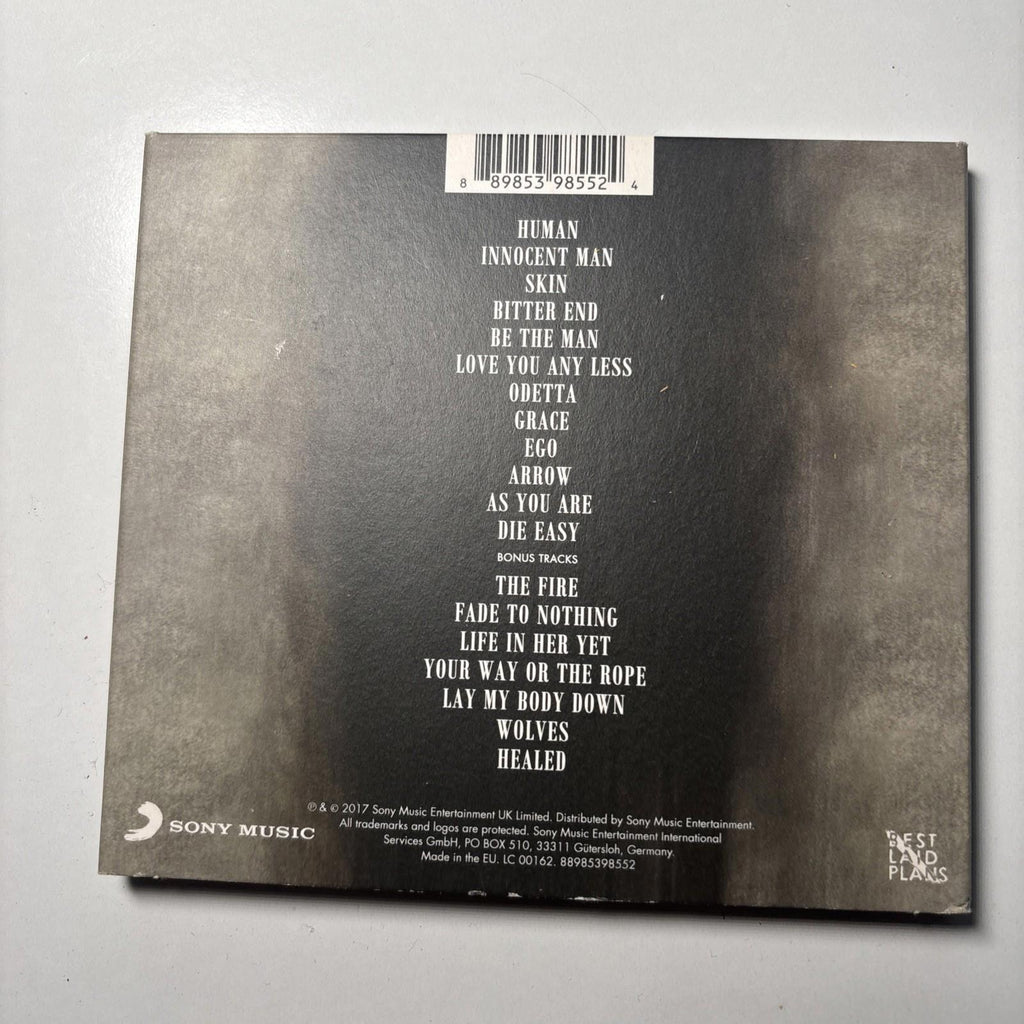 8 89853 98552 4
HUMAN
INNOCENT MAN
SKIN
BITTER END
BE THE MAN
LOVE YOU ANY LESS
ODETTA
GRACE
EGO
ARROW
AS YOU ARE
DIE EASY
BONUS TRACKS
THE FIRE
FADE TO NOTHING
LIFE IN HER YET
YOUR WAY OR THE ROPE
LAY MY BODY DOWN
WOLVES
HEALED
℗ & © 2017 Sony Music Entertainment UK Limited. Distributed by Sony Music Entertainment.
All trademarks and logos are protected. Sony Music Entertainment International
Services GmbH, PO BOX 510, 33311 Gütersloh, Germany.
Made in the EU. LC 00162. 88985398552
SONY MUSIC
BEST
LAID
PLANS